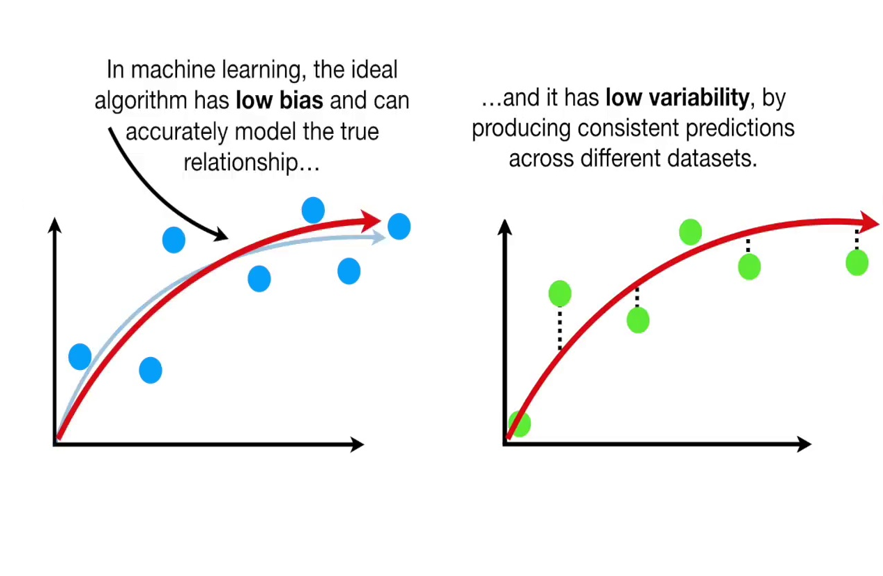 In machine learning, the ideal
algorithm has low bias and can
accurately model the true
relationship…
…and it has low variability, by
producing consistent predictions
across different datasets.